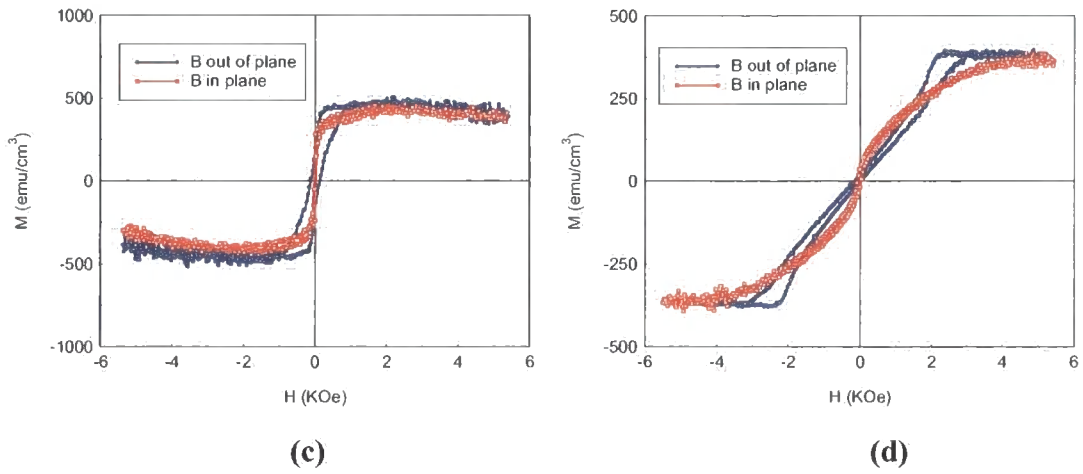 1000
500
0
-500
-1000
M (emu/cm³)
B out of plane
B in plane
-6 -4 -2 0 2 4 6
H (KOe)
(c)
500
250
0
-250
-500
M (emu/cm³)
B out of plane
B in plane
-6 -4 -2 0 2 4 6
H (KOe)
(d)